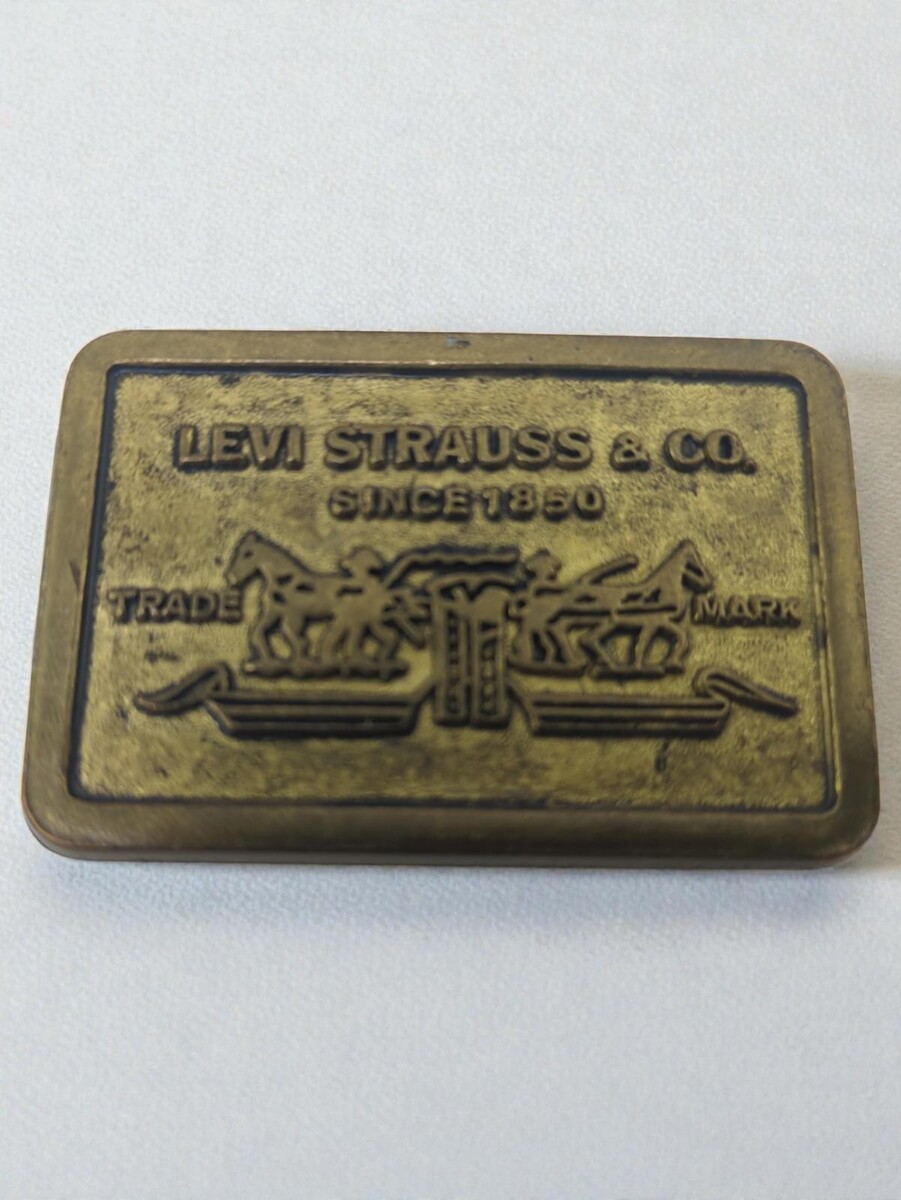 LEVI STRAUSS & CO.
SINCE 1850
TRADE MARK